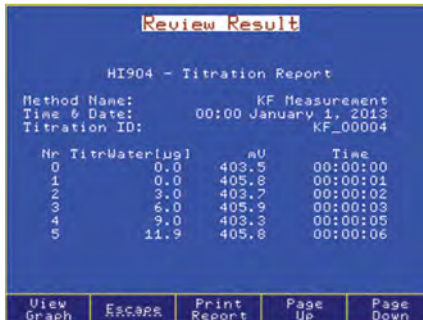 Review Result
HI904 - Titration Report
Method Name: KF Measurement
Time & Date: 00:00 January 1, 2013
Titration ID: KF_00004
Nr TitrWater[µg] mV Time
0 0.0 403.5 00:00:00
1 0.0 405.8 00:00:01
2 3.0 403.7 00:00:02
3 6.0 405.9 00:00:03
4 9.0 403.3 00:00:05
5 11.9 405.8 00:00:06
View Graph Escape Print Report Page Up Page Down